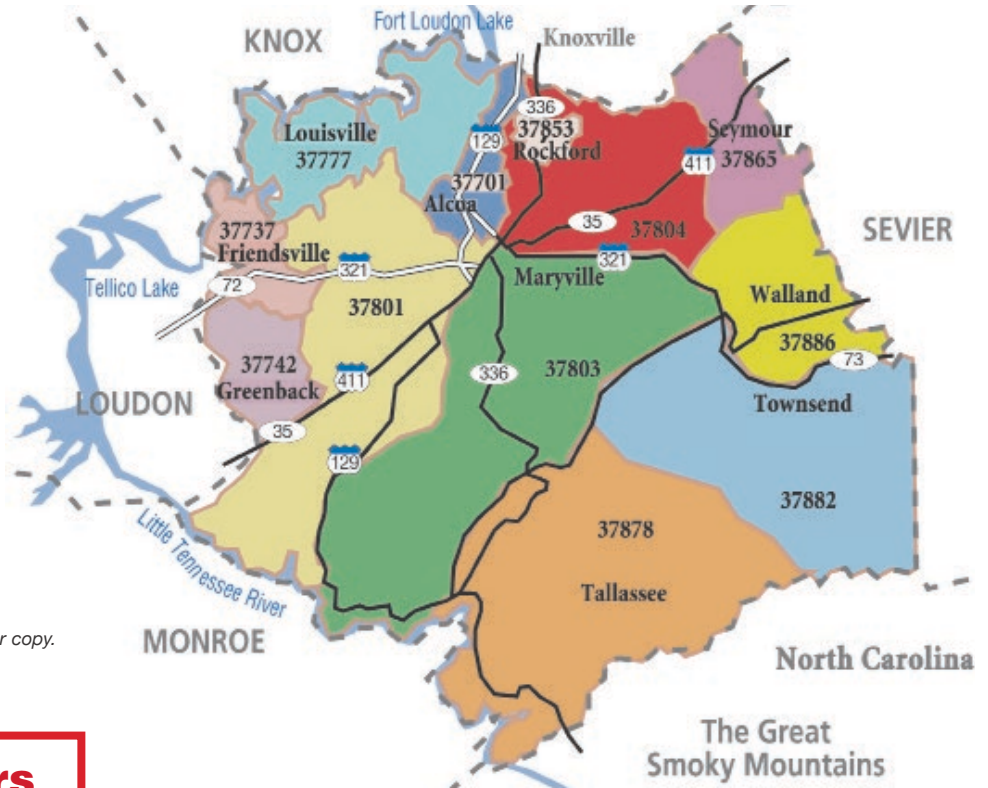 Fort Loudon Lake
KNOX
Knoxville
336
37853
Rockford
129
Louisville
37777
Seymour
37865
411
37701
Alcoa
35
37804
SEVIER
37737
Friendsville
321
321
Maryville
72
Tellico Lake
37801
Walland
37886
73
37742
Greenback
411
336
37803
LOUDON
Townsend
35
129
37882
Little Tennessee River
37878
Tallassee
r copy.
MONROE
North Carolina
The Great
Smoky Mountains
rs